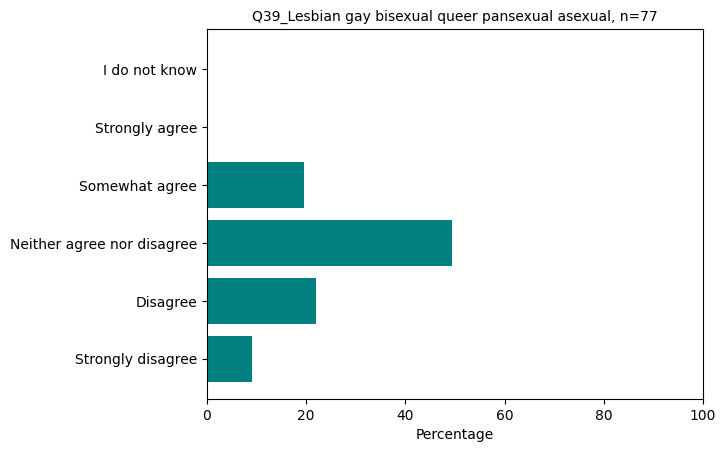 Q39_Lesbian gay bisexual queer pansexual asexual, n=77
I do not know
Strongly agree
Somewhat agree
Neither agree nor disagree
Disagree
Strongly disagree
0 20 40 60 80 100
Percentage